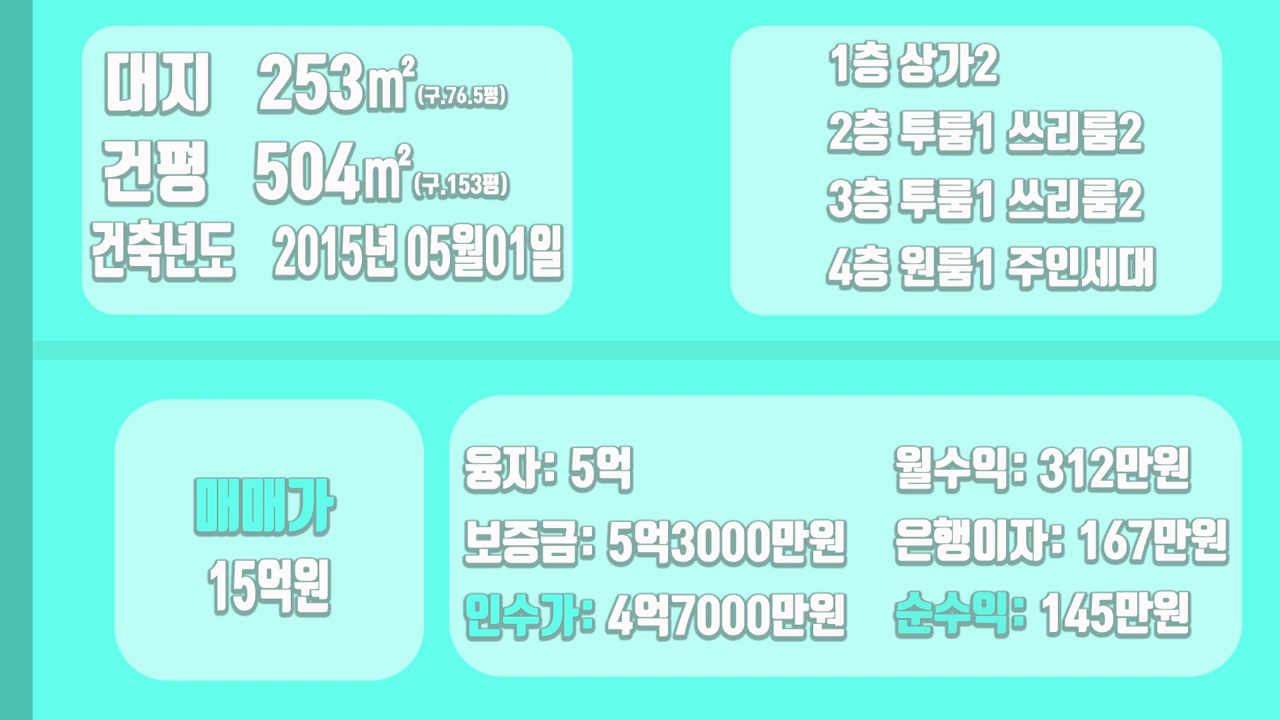 대지 253㎡(구.76.5평)
건평 504㎡(구.153평)
건축년도 2015년 05월01일
1층 상가2
2층 투룸1 쓰리룸2
3층 투룸1 쓰리룸2
4층 원룸1 주인세대
매매가
15억원
융자: 5억
보증금: 5억3000만원
인수가: 4억7000만원
월수익: 312만원
은행이자: 167만원
순수익: 145만원